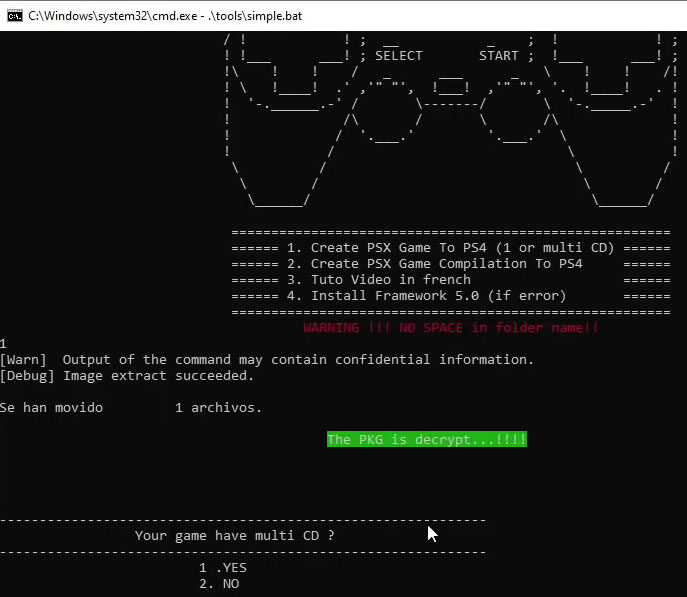 C:\Windows\system32\cmd.exe - .\tools\simple.bat
SELECT START
====== 1. Create PSX Game To PS4 (1 or multi CD) ======
====== 2. Create PSX Game Compilation To PS4 ======
====== 3. Tuto Video in french ======
====== 4. Install Framework 5.0 (if error) ======
WARNING !!! NO SPACE in folder name!!
1
[Warn] Output of the command may contain confidential information.
[Debug] Image extract succeeded.
Se han movido 1 archivos.
The PKG is decrypt...!!!!
Your game have multi CD ?
1 .YES
2. NO